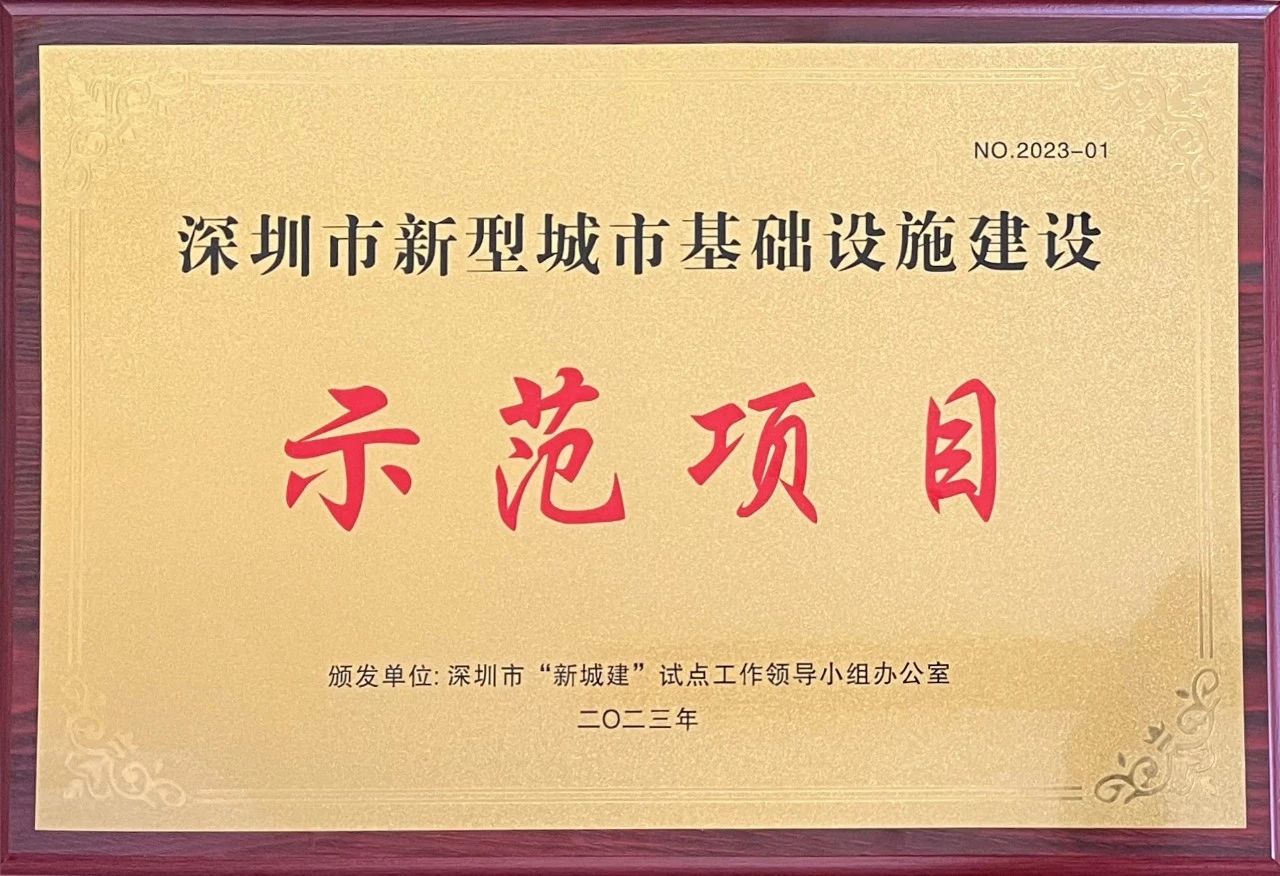 NO.2023-01
深圳市新型城市基础设施建设
示范项目
颁发单位:深圳市“新城建”试点工作领导小组办公室
二〇二三年